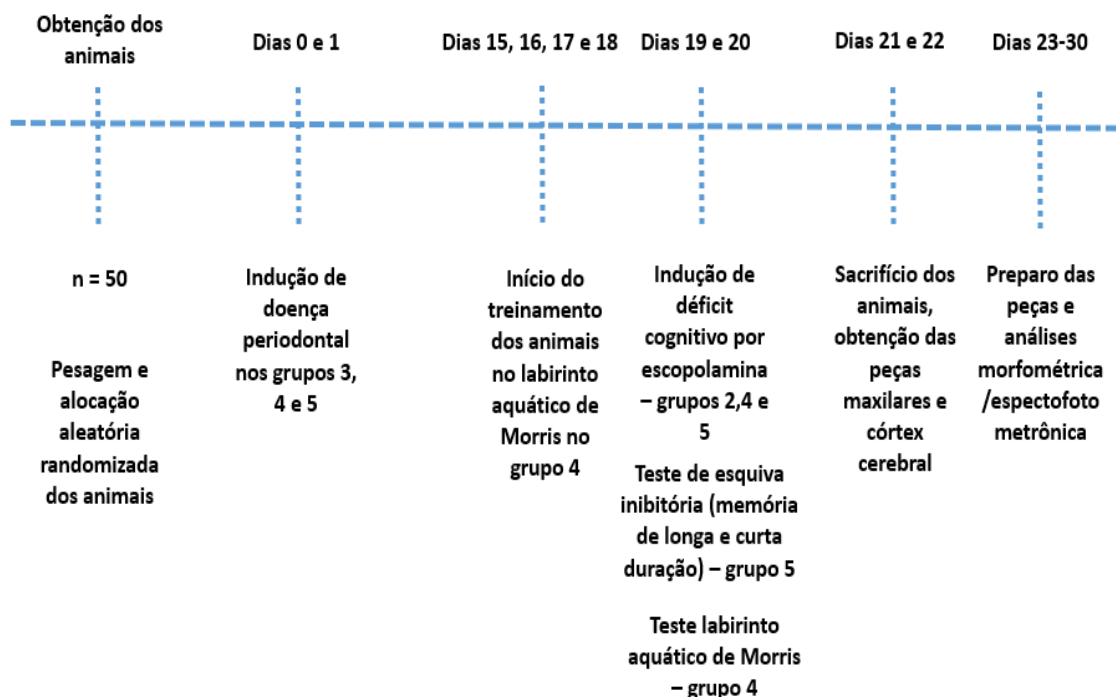 Obtenção dos
animais
Dias 0 e 1
Dias 15, 16, 17 e 18
Dias 19 e 20
Dias 21 e 22
Dias 23-30
n = 50
Pesagem e
alocação
aleatória
randomizada
dos animais
Indução de
doença
periodontal
nos grupos 3,
4 e 5
Início do
treinamento
dos animais
no labirinto
aquático de
Morris no
grupo 4
Indução de
déficit
cognitivo por
escopolamina
– grupos 2,4 e
5
Teste de esquiva
inibitória (memória
de longa e curta
duração) – grupo 5
Teste labirinto
aquático de Morris
– grupo 4
Sacrifício dos
animais,
obtenção das
peças
maxilares e
córtex
cerebral
Preparo das
peças e
análises
morfométrica
/espectofoto
metrônica